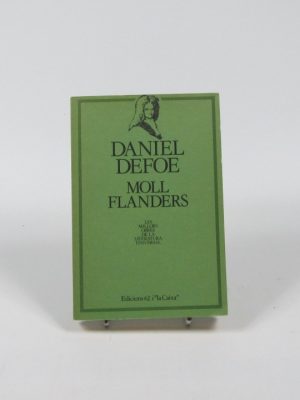 DANIEL
DEFOE
MOLL
FLANDERS
LES
MILLORS
OBRES
DE LA
LITERATURA
UNIVERSAL
Edicions 62 i "la Caixa"